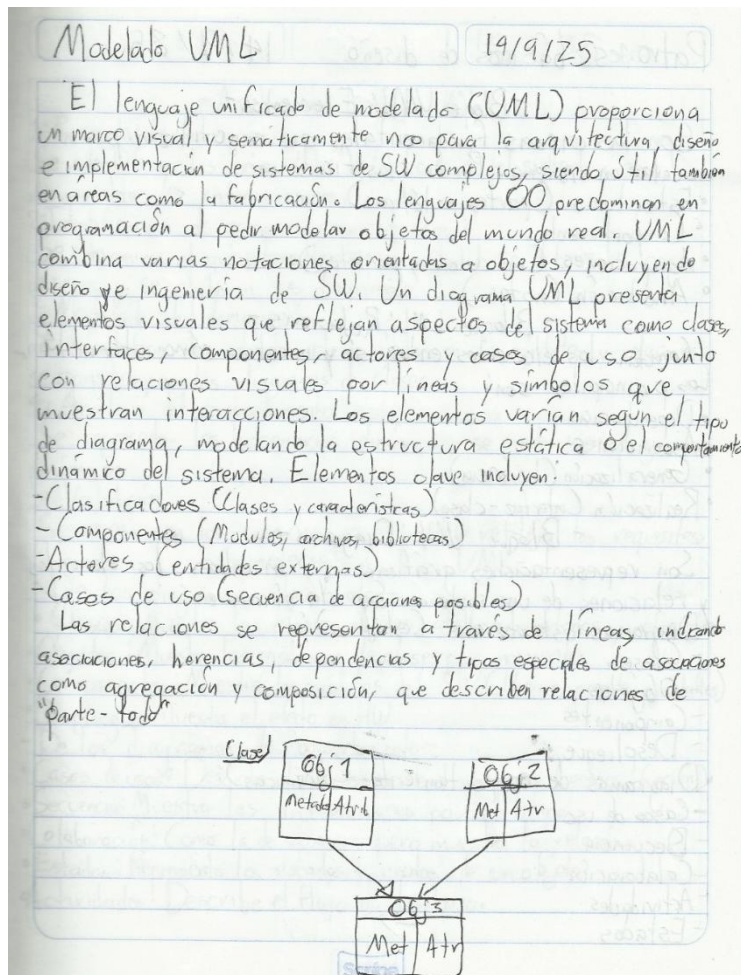 Modelado UML
19/9/25
El lenguaje unificado de modelado (UML) proporciona
un marco visual y semáticamente rico para la arquitectura, diseño
e implementación de sistemas de SW complejos, siendo útil también
en áreas como la fabricación. Los lenguajes OO predominan en
programación al pedir modelar objetos del mundo real. UML
combina varias notaciones orientadas a objetos, incluyendo
diseño e ingeniería de SW. Un diagrama UML presenta
elementos visuales que reflejan aspectos del sistema como clases,
interfaces, componentes, actores y casos de uso junto
con relaciones visuales por líneas y símbolos que
muestran interacciones. Los elementos varían segun el tipo
de diagrama, modelando la estructura estática o el comportamiento
dinámico del sistema. Elementos clave incluyen.
-Clasificadores (Clases y características)
-Componentes (Modulos, archivos, bibliotecas)
-Actores (entidades externas)
-Casos de uso (secuencia de acciones posibles)
Las relaciones se representan a través de líneas, indicando
asociaciones, herencias, dependencias y tipos especiales de asociaciones
como agregación y composición, que describen relaciones de
"parte-todo"
Clase
Obj 1
Obj 2
Metodo Atrib
Met Atr
Obj 3
Met Atr